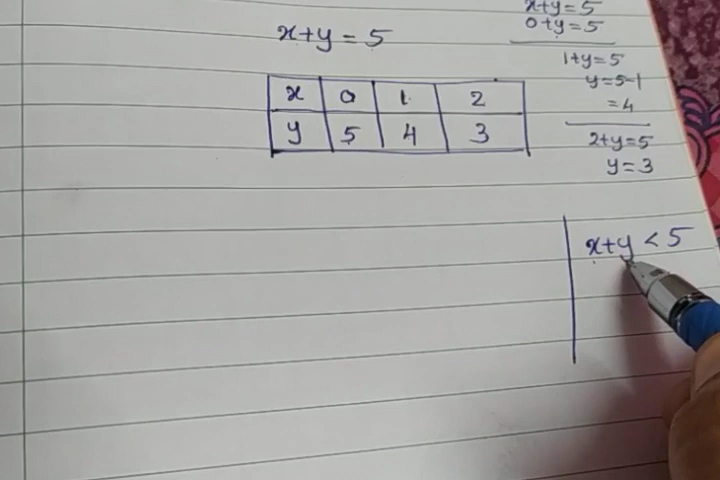 x+y = 5
x | 0 | 1 | 2
y | 5 | 4 | 3
x+y = 5
0+y = 5
1+y=5
y=5-1
=4
2+y=5
y=3
x+y < 5